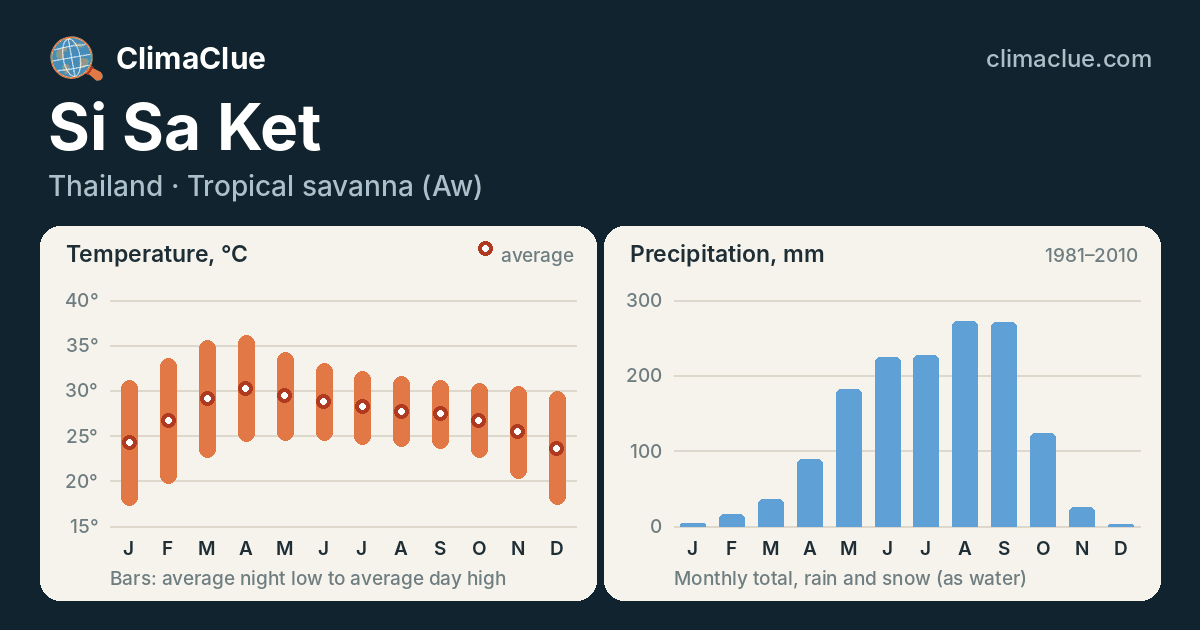 ClimaClue
climaclue.com
Si Sa Ket
Thailand · Tropical savanna (Aw)
Temperature, °C
average
40°
35°
30°
25°
20°
15°
J F M A M J J A S O N D
Bars: average night low to average day high
Precipitation, mm
1981–2010
300
200
100
0
J F M A M J J A S O N D
Monthly total, rain and snow (as water)